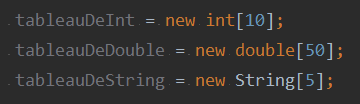 tableauDeInt = new int[10];
tableauDeDouble = new double[50];
tableauDeString = new String[5];